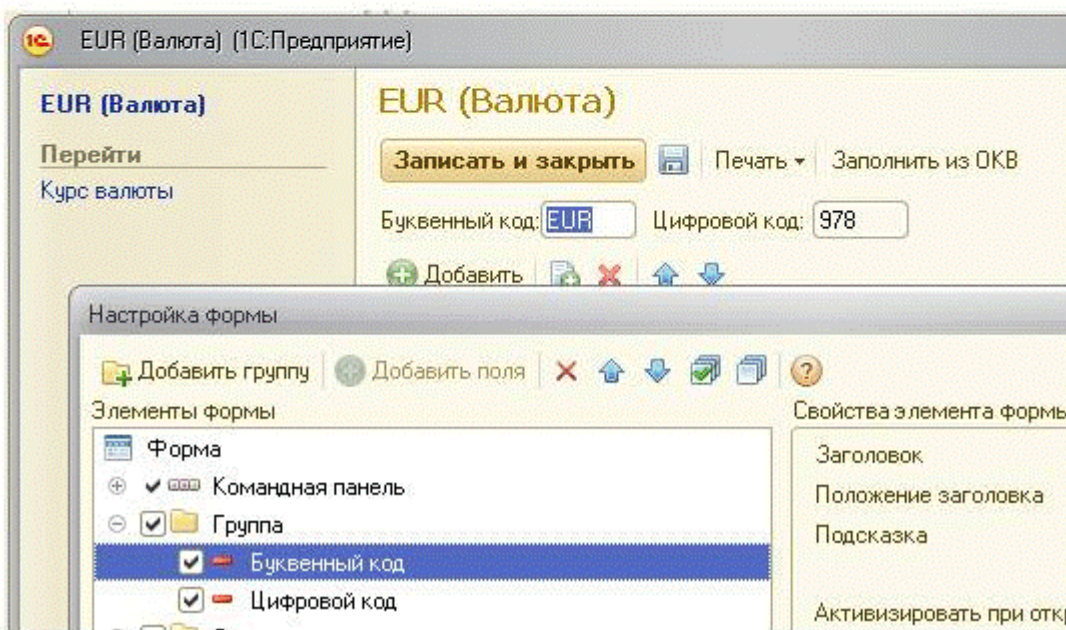 EUR (Валюта) (1С:Предприятие)
EUR (Валюта)
Перейти
Курс валюты
EUR (Валюта)
Записать и закрыть Печать Заполнить из ОКВ
Буквенный код: EUR Цифровой код: 978
Добавить
Настройка формы
Добавить группу Добавить поля
Элементы формы
Форма
Командная панель
Группа
Буквенный код
Цифровой код
Свойства элемента формы
Заголовок
Положение заголовка
Подсказка
Активизировать при